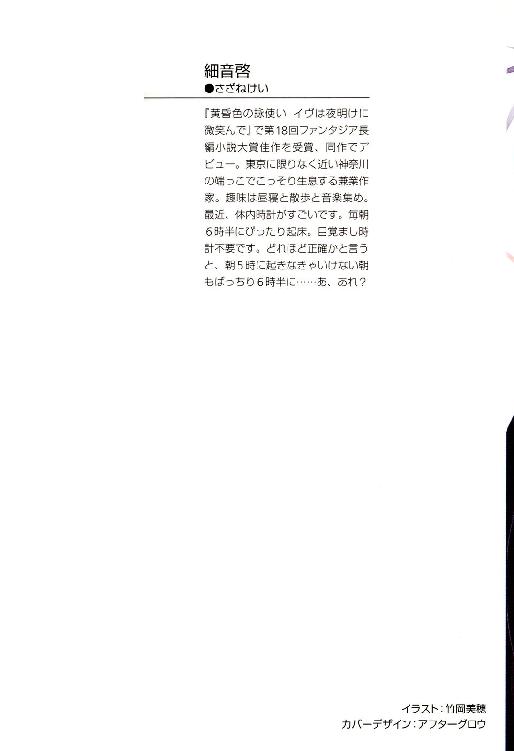 細音啓
●さざねけい
『黄昏色の詠使い イヴは夜明けに
微笑んで』で第18回ファンタジア長
編小説大賞佳作を受賞、同作でデ
ビュー。東京に限りなく近い神奈川
の端っこでこっそり生息する兼業作
家。趣味は昼寝と散歩と音楽集め。
最近、体内時計がすごいです。毎朝
６時半にぴったり起床。目覚まし時
計不要です。どれほど正確かと言う
と、朝５時に起きなきゃいけない朝
もばっちり６時半に……あ、あれ？
イラスト：竹岡美穂
カバーデザイン：アフターグロウ